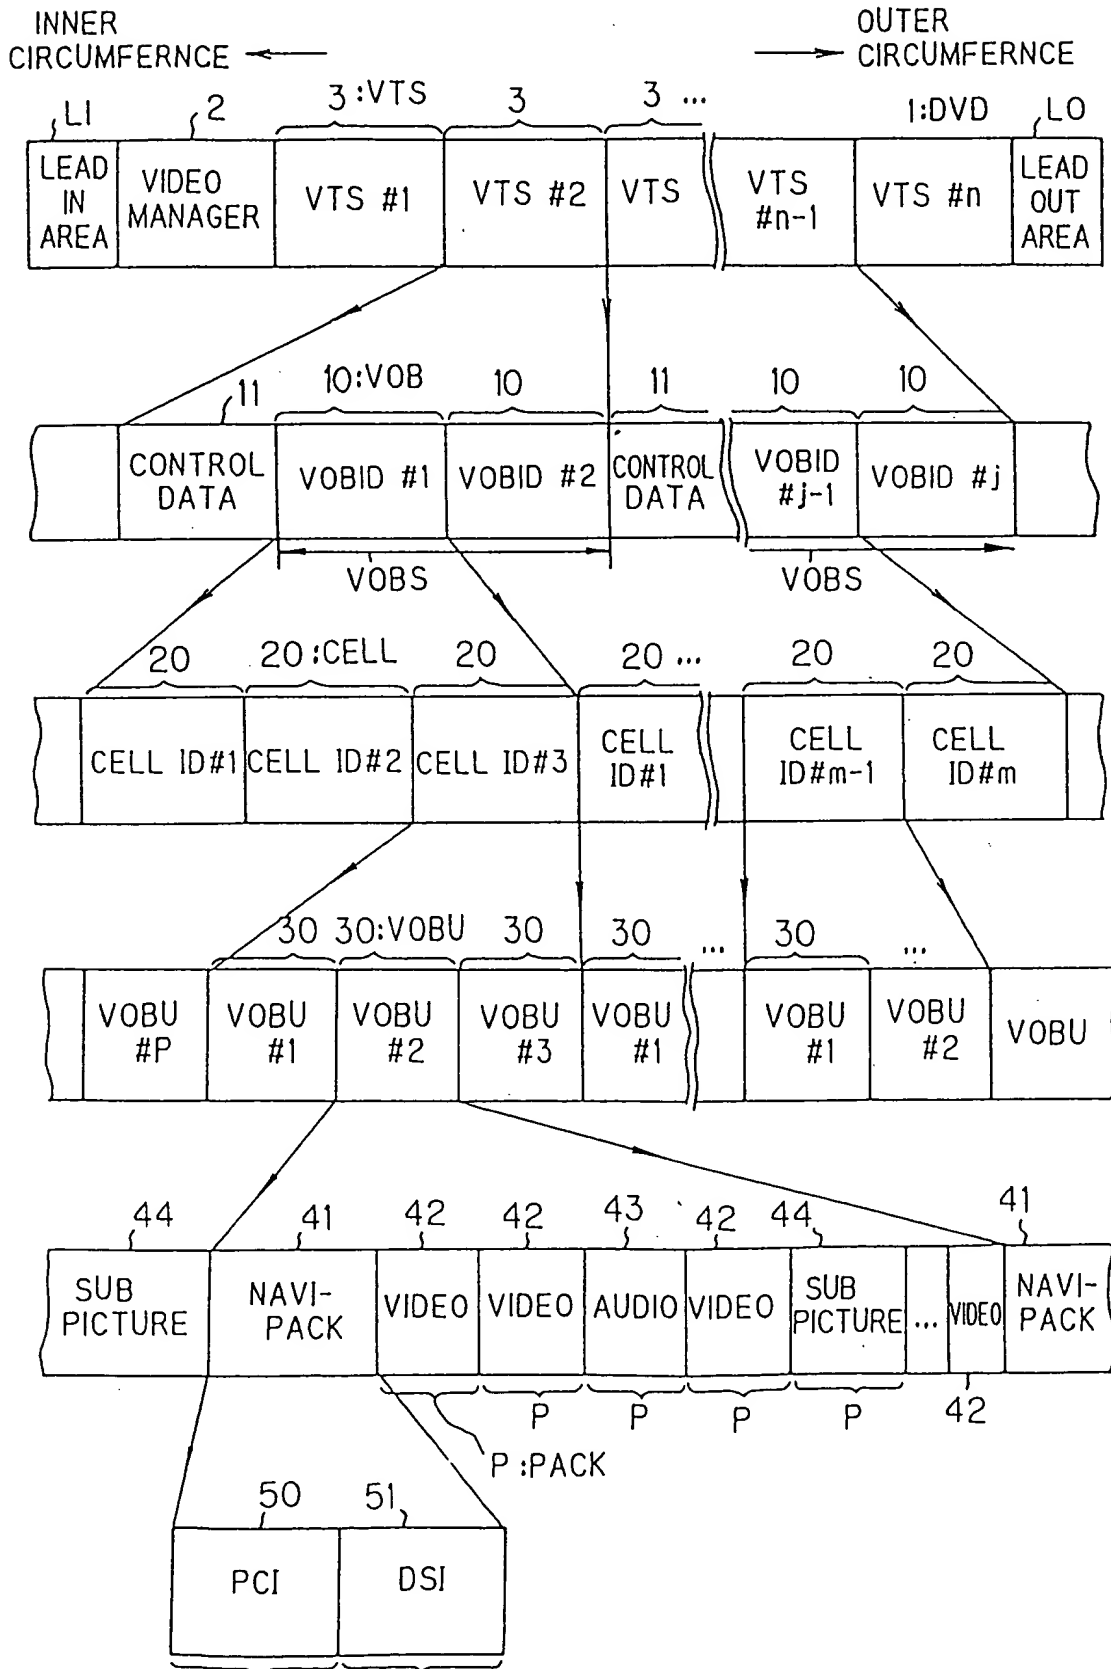 INNER
CIRCUMFERNCE
OUTER
CIRCUMFERNCE
LI
2
3:VTS
3
3 ...
1:DVD
LO
LEAD
IN
AREA
VIDEO
MANAGER
VTS #1
VTS #2
VTS
VTS
#n-1
VTS #n
LEAD
OUT
AREA
11
10:VOB
10
11
10
10
CONTROL
DATA
VOBID #1
VOBID #2
CONTROL
DATA
VOBID
#j-1
VOBID #j
VOBS
VOBS
20
20:CELL
20
20 ...
20
20
CELL ID#1
CELL ID#2
CELL ID#3
CELL
ID#1
CELL
ID#m-1
CELL
ID#m
30
30:VOBU
30
30
...
30
...
VOBU
#P
VOBU
#1
VOBU
#2
VOBU
#3
VOBU
#1
VOBU
#1
VOBU
#2
VOBU
44
41
42
42
43
42
44
41
SUB
PICTURE
NAVI-
PACK
VIDEO
VIDEO
AUDIO
VIDEO
SUB
PICTURE
...
VIDEO
NAVI-
PACK
P
P
P
P
42
P:PACK
50
51
PCI
DSI